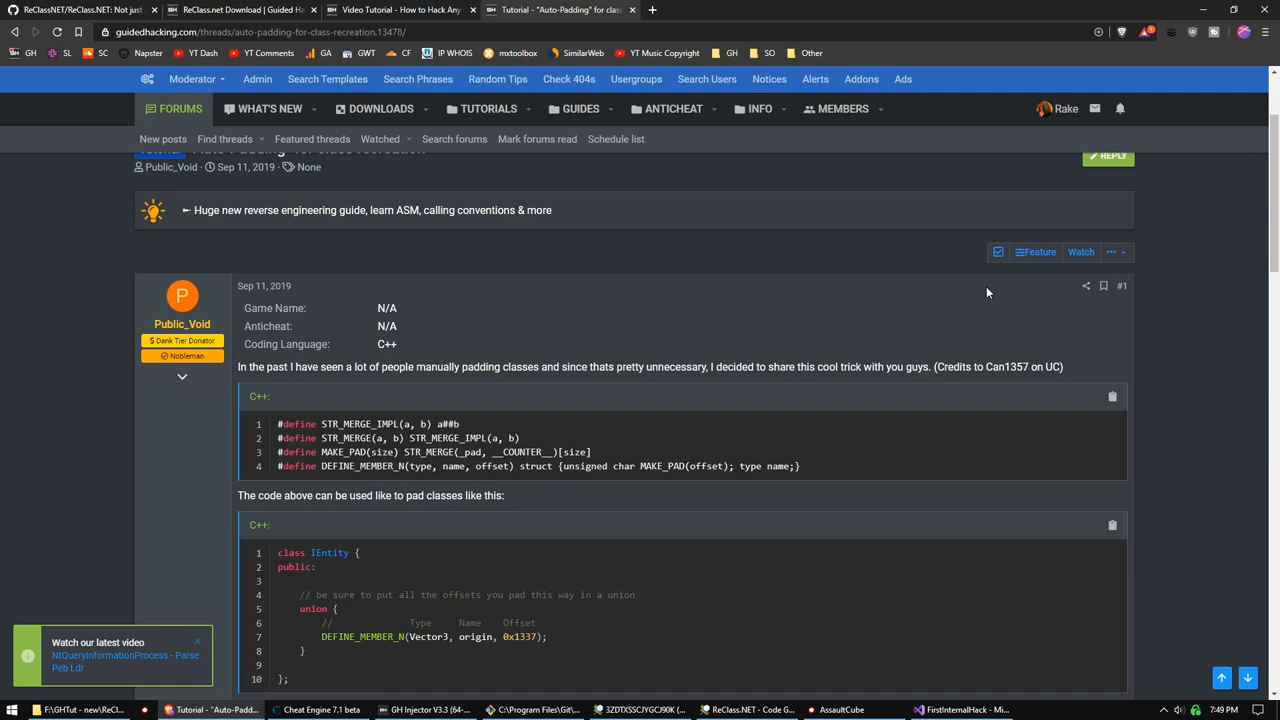 ReClassNET/ReClass.NET: Not just
ReClass.net Download | Guided Ha
Video Tutorial - How to Hack Any
Tutorial - "Auto-Padding" for class
guidedhacking.com/threads/auto-padding-for-class-recreation.13478/
GH
SL
SC
Napster
YT Dash
YT Comments
GA
GWT
CF
IP WHOIS
mxtoolbox
SimilarWeb
YT Music Copyright
GH
SO
Other
Moderator
Admin
Search Templates
Search Phrases
Random Tips
Check 404s
Usergroups
Search Users
Notices
Alerts
Addons
Ads
FORUMS
WHAT'S NEW
DOWNLOADS
TUTORIALS
GUIDES
ANTICHEAT
INFO
MEMBERS
Rake
New posts
Find threads
Featured threads
Watched
Search forums
Mark forums read
Schedule list
REPLY
Public_Void · Sep 11, 2019 · None
Huge new reverse engineering guide, learn ASM, calling conventions & more
Feature
Watch
Sep 11, 2019
#1
P
Public_Void
$ Dank Tier Donator
Nobleman
Game Name: N/A
Anticheat: N/A
Coding Language: C++
In the past I have seen a lot of people manually padding classes and since thats pretty unnecessary, I decided to share this cool trick with you guys. (Credits to Can1357 on UC)
C++:
1 #define STR_MERGE_IMPL(a, b) a##b
2 #define STR_MERGE(a, b) STR_MERGE_IMPL(a, b)
3 #define MAKE_PAD(size) STR_MERGE(_pad, __COUNTER__)[size]
4 #define DEFINE_MEMBER_N(type, name, offset) struct {unsigned char MAKE_PAD(offset); type name;}
The code above can be used like to pad classes like this:
C++:
1 class IEntity {
2 public:
3
4 // be sure to put all the offsets you pad this way in a union
5 union {
6 // Type Name Offset
7 DEFINE_MEMBER_N(Vector3, origin, 0x1337);
8 }
9
10 };
Watch our latest video
NtQueryInformationProcess - Parse
Peb Ldr
F:\GHTut - new\ReCl...
Tutorial - "Auto-Padd...
Cheat Engine 7.1 beta
GH Injector V3.3 (64-...
C:\Program Files\Git\...
3ZDTXSSCJYGCJ90K (...
ReClass.NET - Code G...
AssaultCube
FirstInternalHack - Mi...
7:49 PM